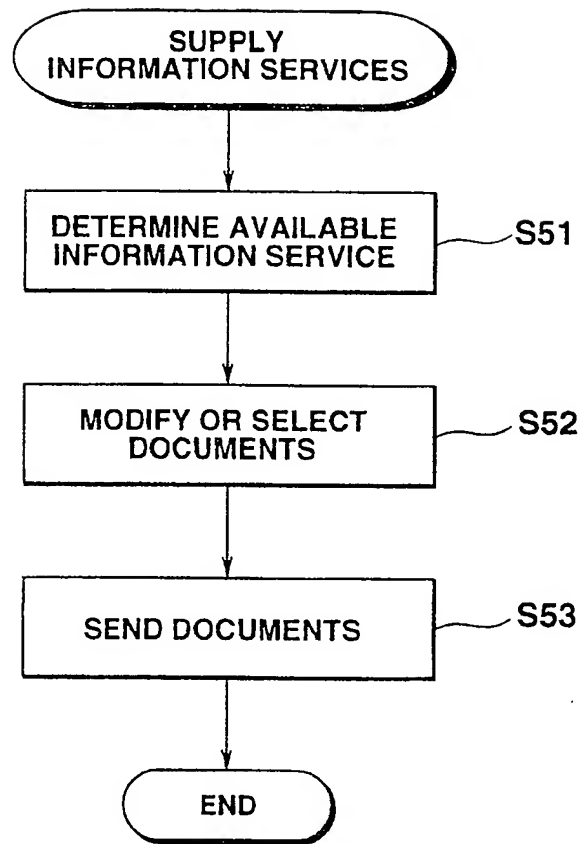 SUPPLY
INFORMATION SERVICES
DETERMINE AVAILABLE
INFORMATION SERVICE
S51
MODIFY OR SELECT
DOCUMENTS
S52
SEND DOCUMENTS
S53
END